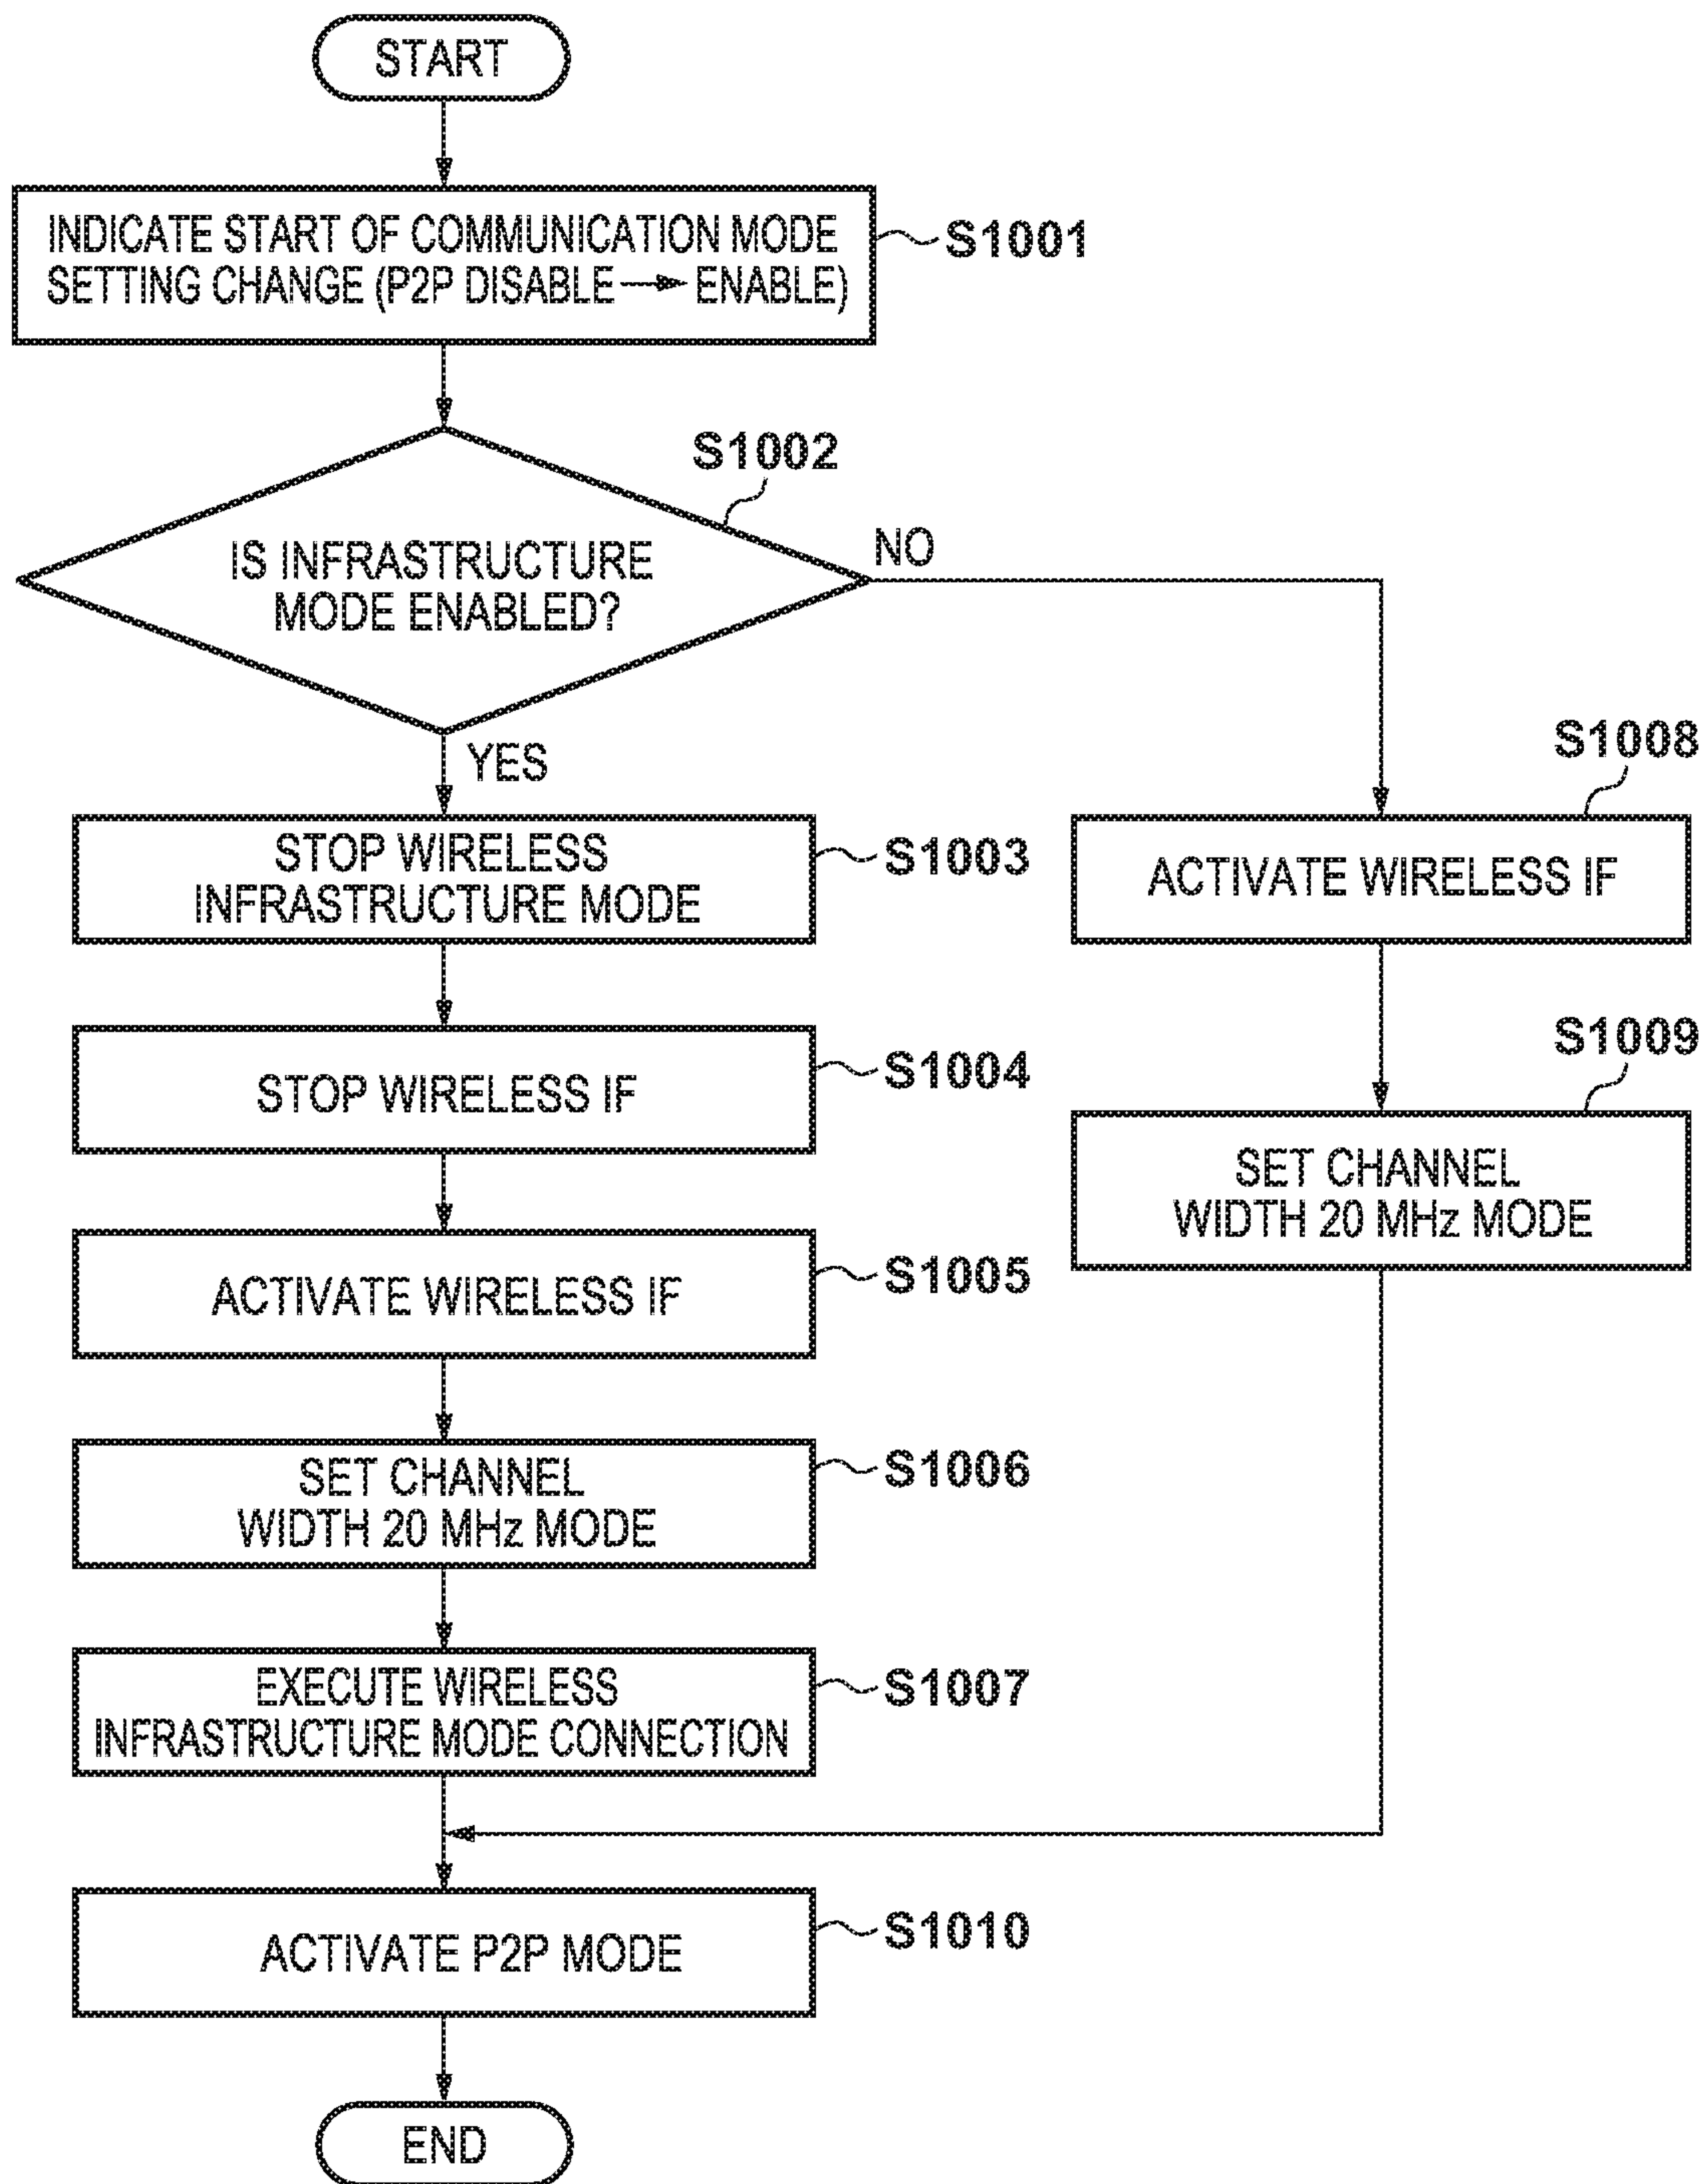 START
INDICATE START OF COMMUNICATION MODE
SETTING CHANGE (P2P DISABLE → ENABLE)
S1001
S1002
IS INFRASTRUCTURE
MODE ENABLED?
NO
YES
STOP WIRELESS
INFRASTRUCTURE MODE
S1003
STOP WIRELESS IF
S1004
ACTIVATE WIRELESS IF
S1005
SET CHANNEL
WIDTH 20 MHz MODE
S1006
EXECUTE WIRELESS
INFRASTRUCTURE MODE CONNECTION
S1007
S1008
ACTIVATE WIRELESS IF
S1009
SET CHANNEL
WIDTH 20 MHz MODE
ACTIVATE P2P MODE
S1010
END